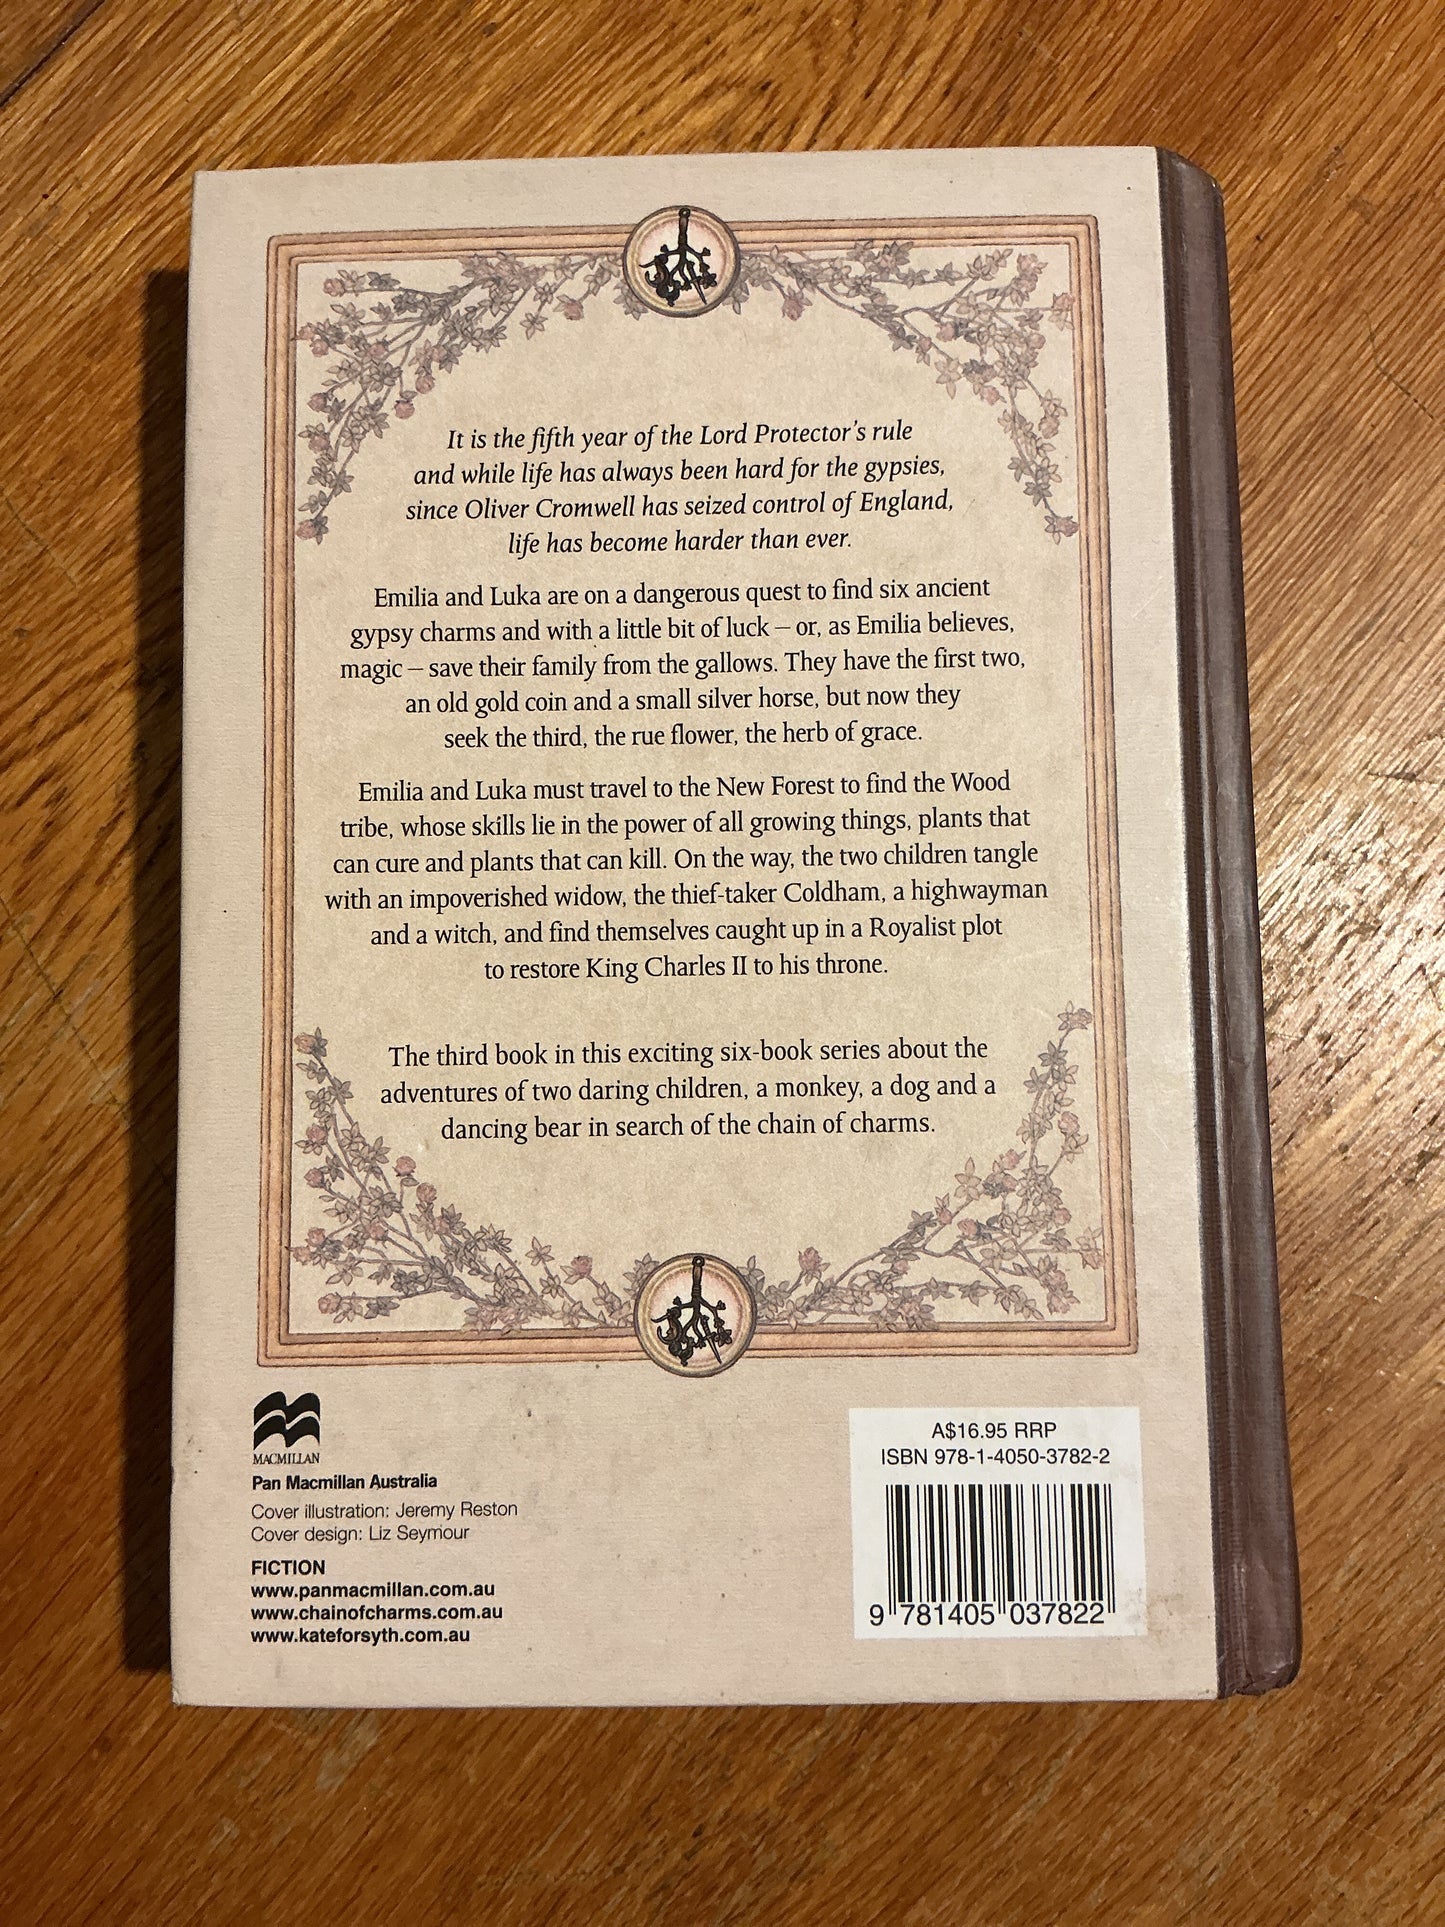 It is the fifth year of the Lord Protector's rule
and while life has always been hard for the gypsies,
since Oliver Cromwell has seized control of England,
life has become harder than ever.
Emilia and Luka are on a dangerous quest to find six ancient
gypsy charms and with a little bit of luck – or, as Emilia believes,
magic – save their family from the gallows. They have the first two,
an old gold coin and a small silver horse, but now they
seek the third, the rue flower, the herb of grace.
Emilia and Luka must travel to the New Forest to find the Wood
tribe, whose skills lie in the power of all growing things, plants that
can cure and plants that can kill. On the way, the two children tangle
with an impoverished widow, the thief-taker Coldham, a highwayman
and a witch, and find themselves caught up in a Royalist plot
to restore King Charles II to his throne.
The third book in this exciting six-book series about the
adventures of two daring children, a monkey, a dog and a
dancing bear in search of the chain of charms.
MACMILLAN
Pan Macmillan Australia
Cover illustration: Jeremy Reston
Cover design: Liz Seymour
FICTION
www.panmacmillan.com.au
www.chainofcharms.com.au
www.kateforsyth.com.au
A$16.95 RRP
ISBN 978-1-4050-3782-2
9 781405 037822